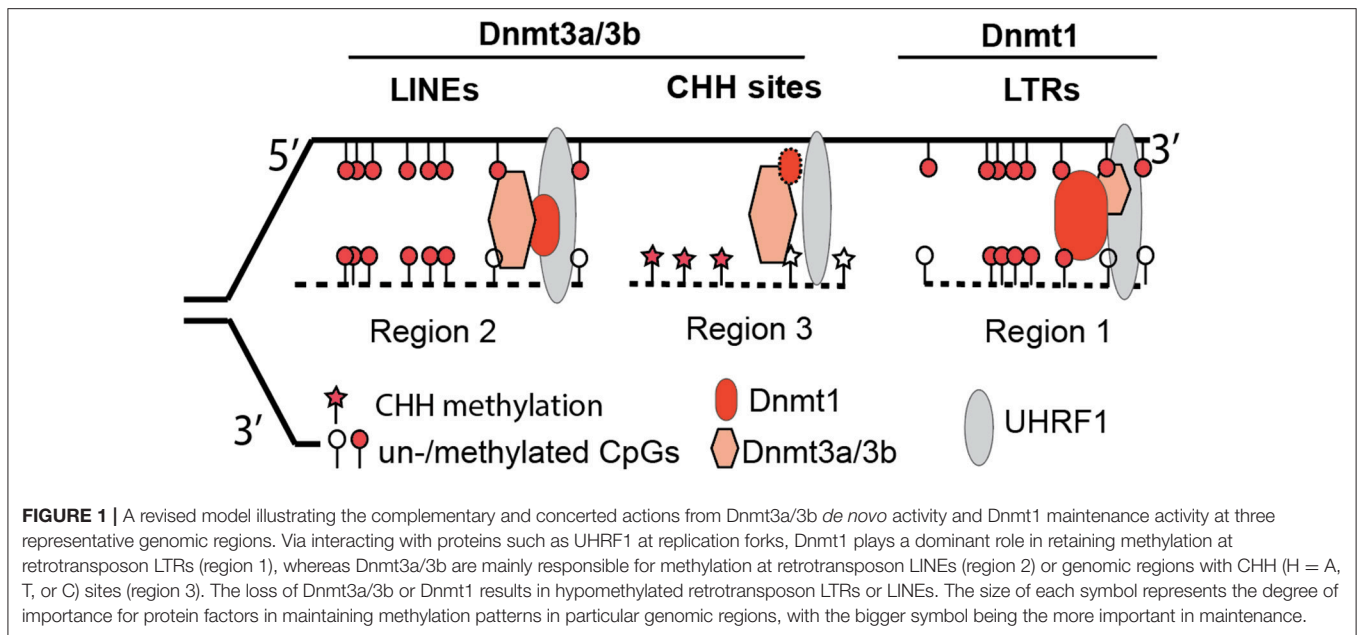 Dnmt3a/3b Dnmt1
LINEs CHH sites LTRs
5′ 3′
Region 2 Region 3 Region 1
3′
CHH methylation
un-/methylated CpGs
Dnmt1
Dnmt3a/3b
UHRF1
FIGURE 1 | A revised model illustrating the complementary and concerted actions from Dnmt3a/3b de novo activity and Dnmt1 maintenance activity at three
representative genomic regions. Via interacting with proteins such as UHRF1 at replication forks, Dnmt1 plays a dominant role in retaining methylation at
retrotransposon LTRs (region 1), whereas Dnmt3a/3b are mainly responsible for methylation at retrotransposon LINEs (region 2) or genomic regions with CHH (H = A,
T, or C) sites (region 3). The loss of Dnmt3a/3b or Dnmt1 results in hypomethylated retrotransposon LTRs or LINEs. The size of each symbol represents the degree of
importance for protein factors in maintaining methylation patterns in particular genomic regions, with the bigger symbol being the more important in maintenance.